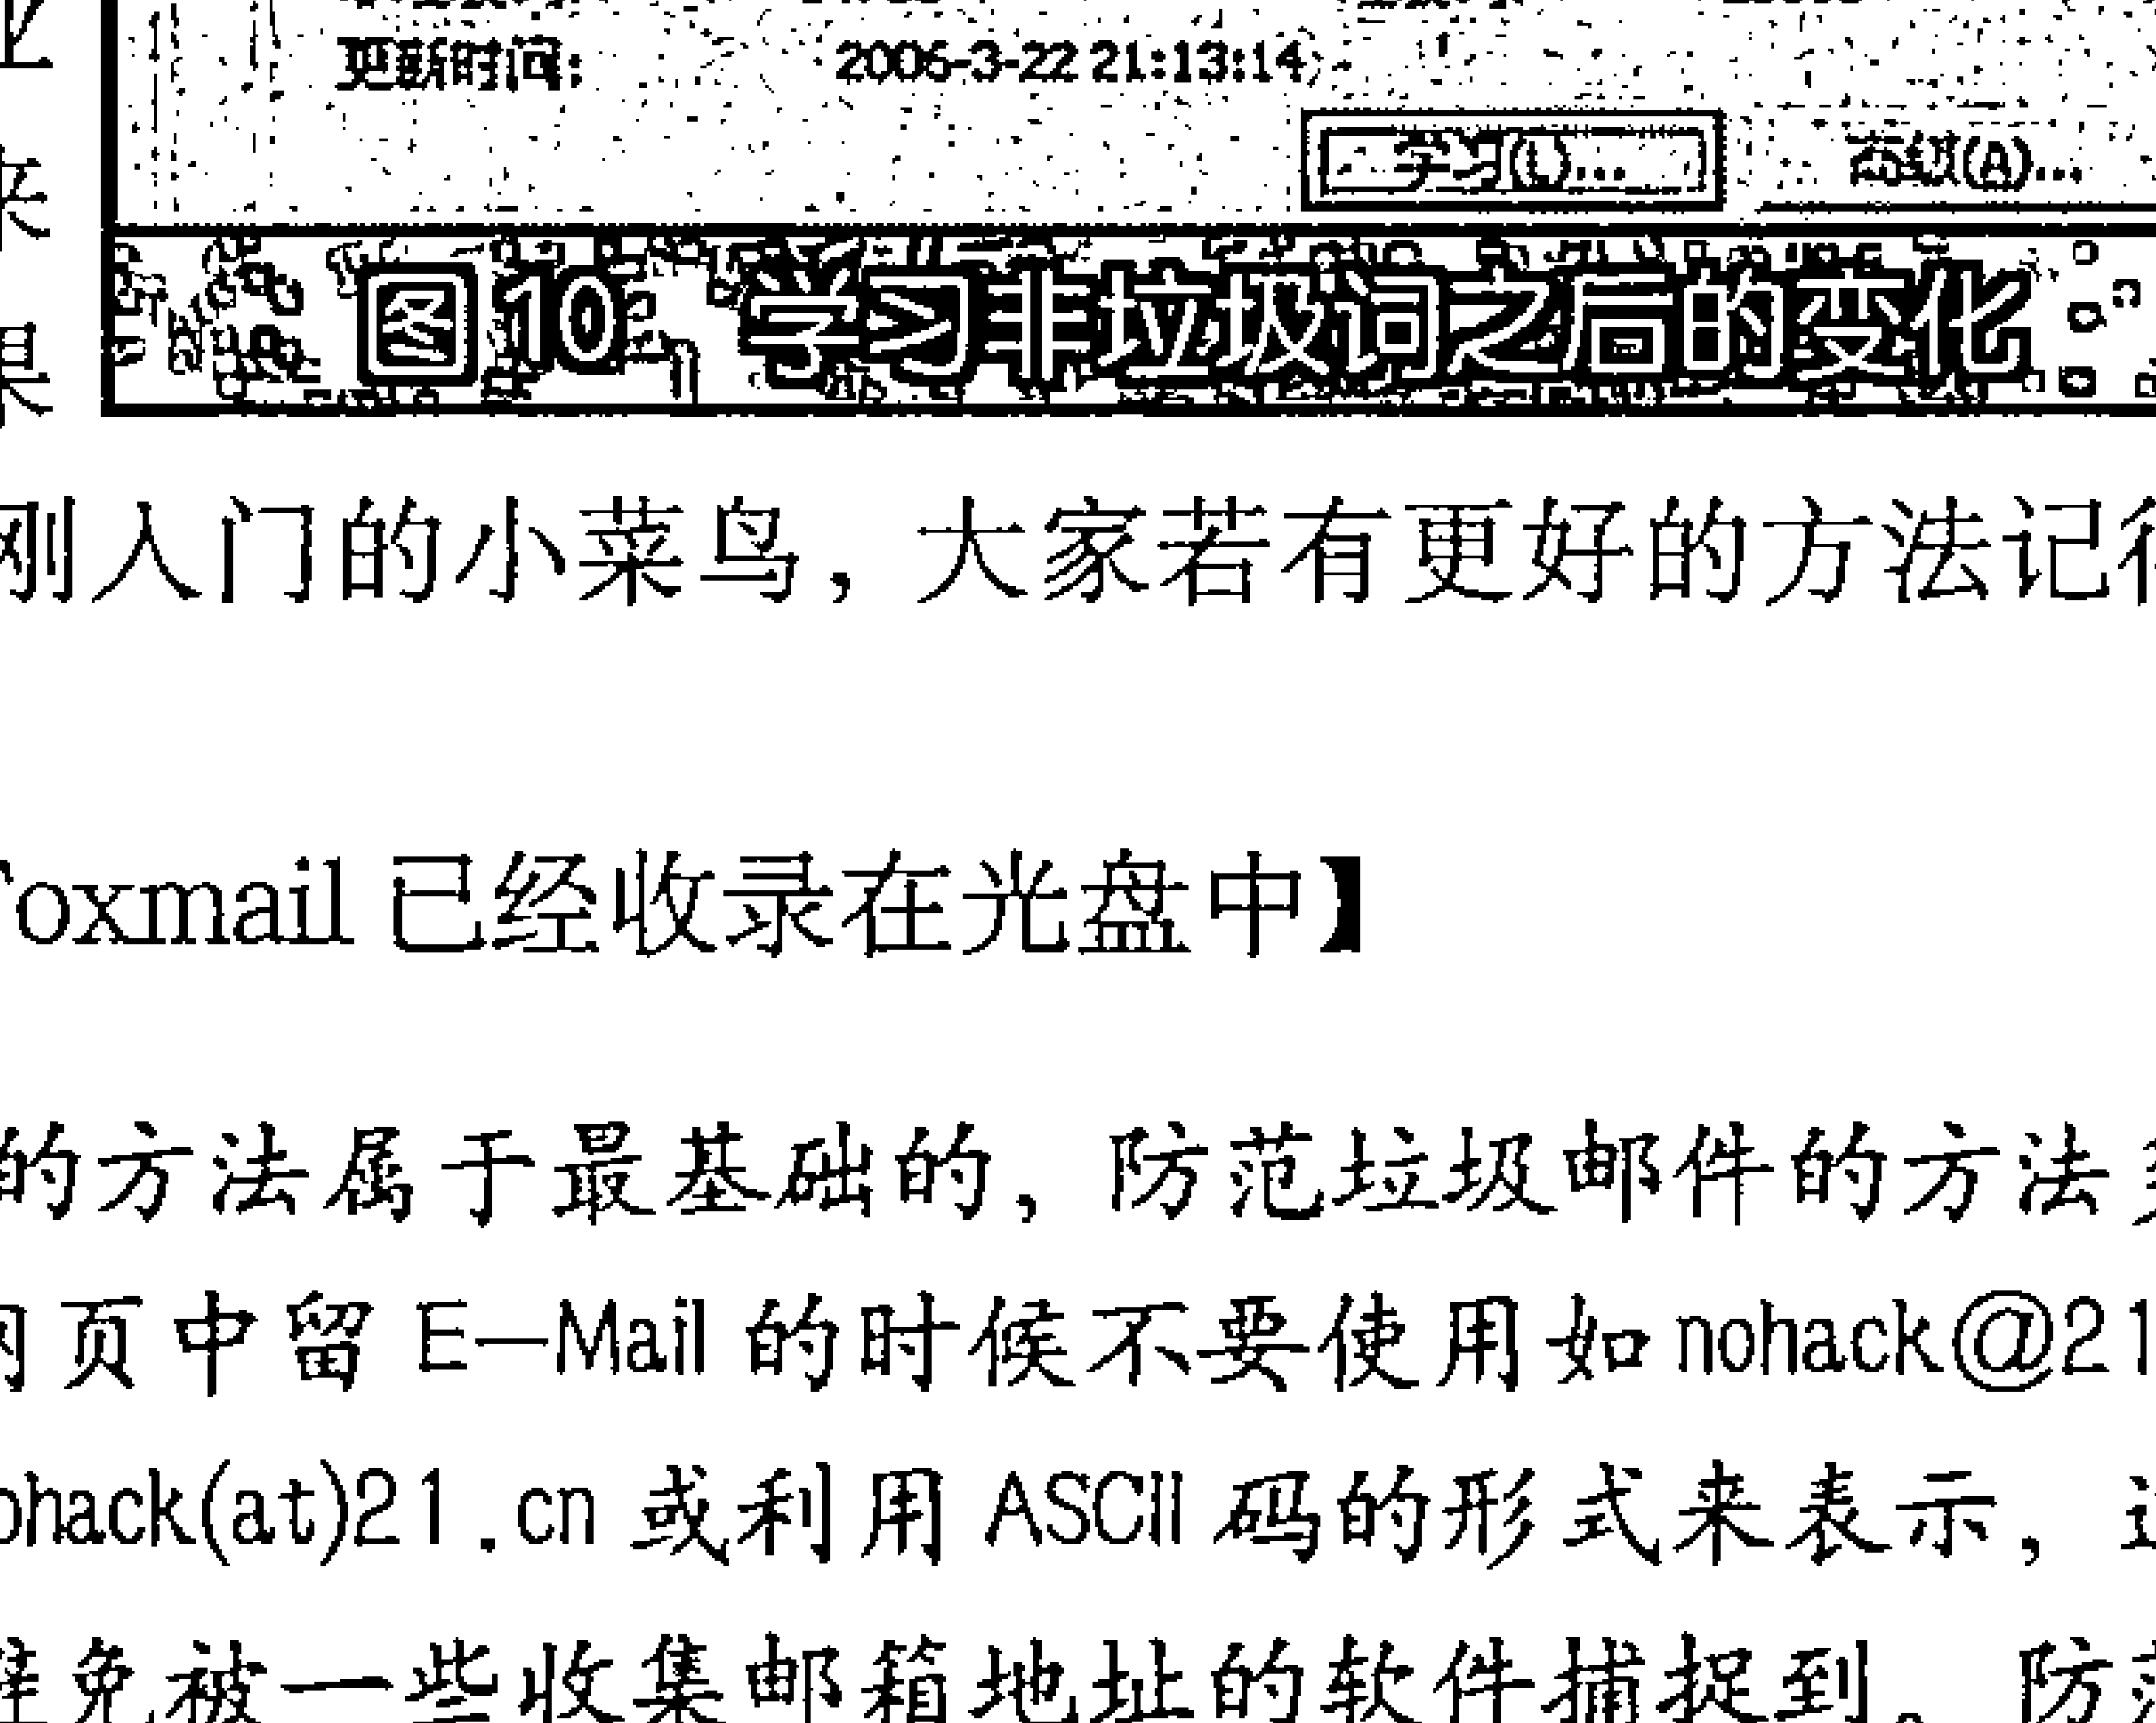 更新时间: 2006-3-22 21:13:14
学习(L)... 高级(A)...
来
图10 学习非垃圾词之后的变化
果
刚入门的小菜鸟，大家若有更好的方法记得
oxmail 已经收录在光盘中】
的方法属于最基础的，防范垃圾邮件的方法
网页中留 E-Mail 的时候不要使用如 nohack@21
ohack(at)21.cn 或利用 ASCII 码的形式来表示，
避免被一些收集邮箱地址的软件捕捉到。防范